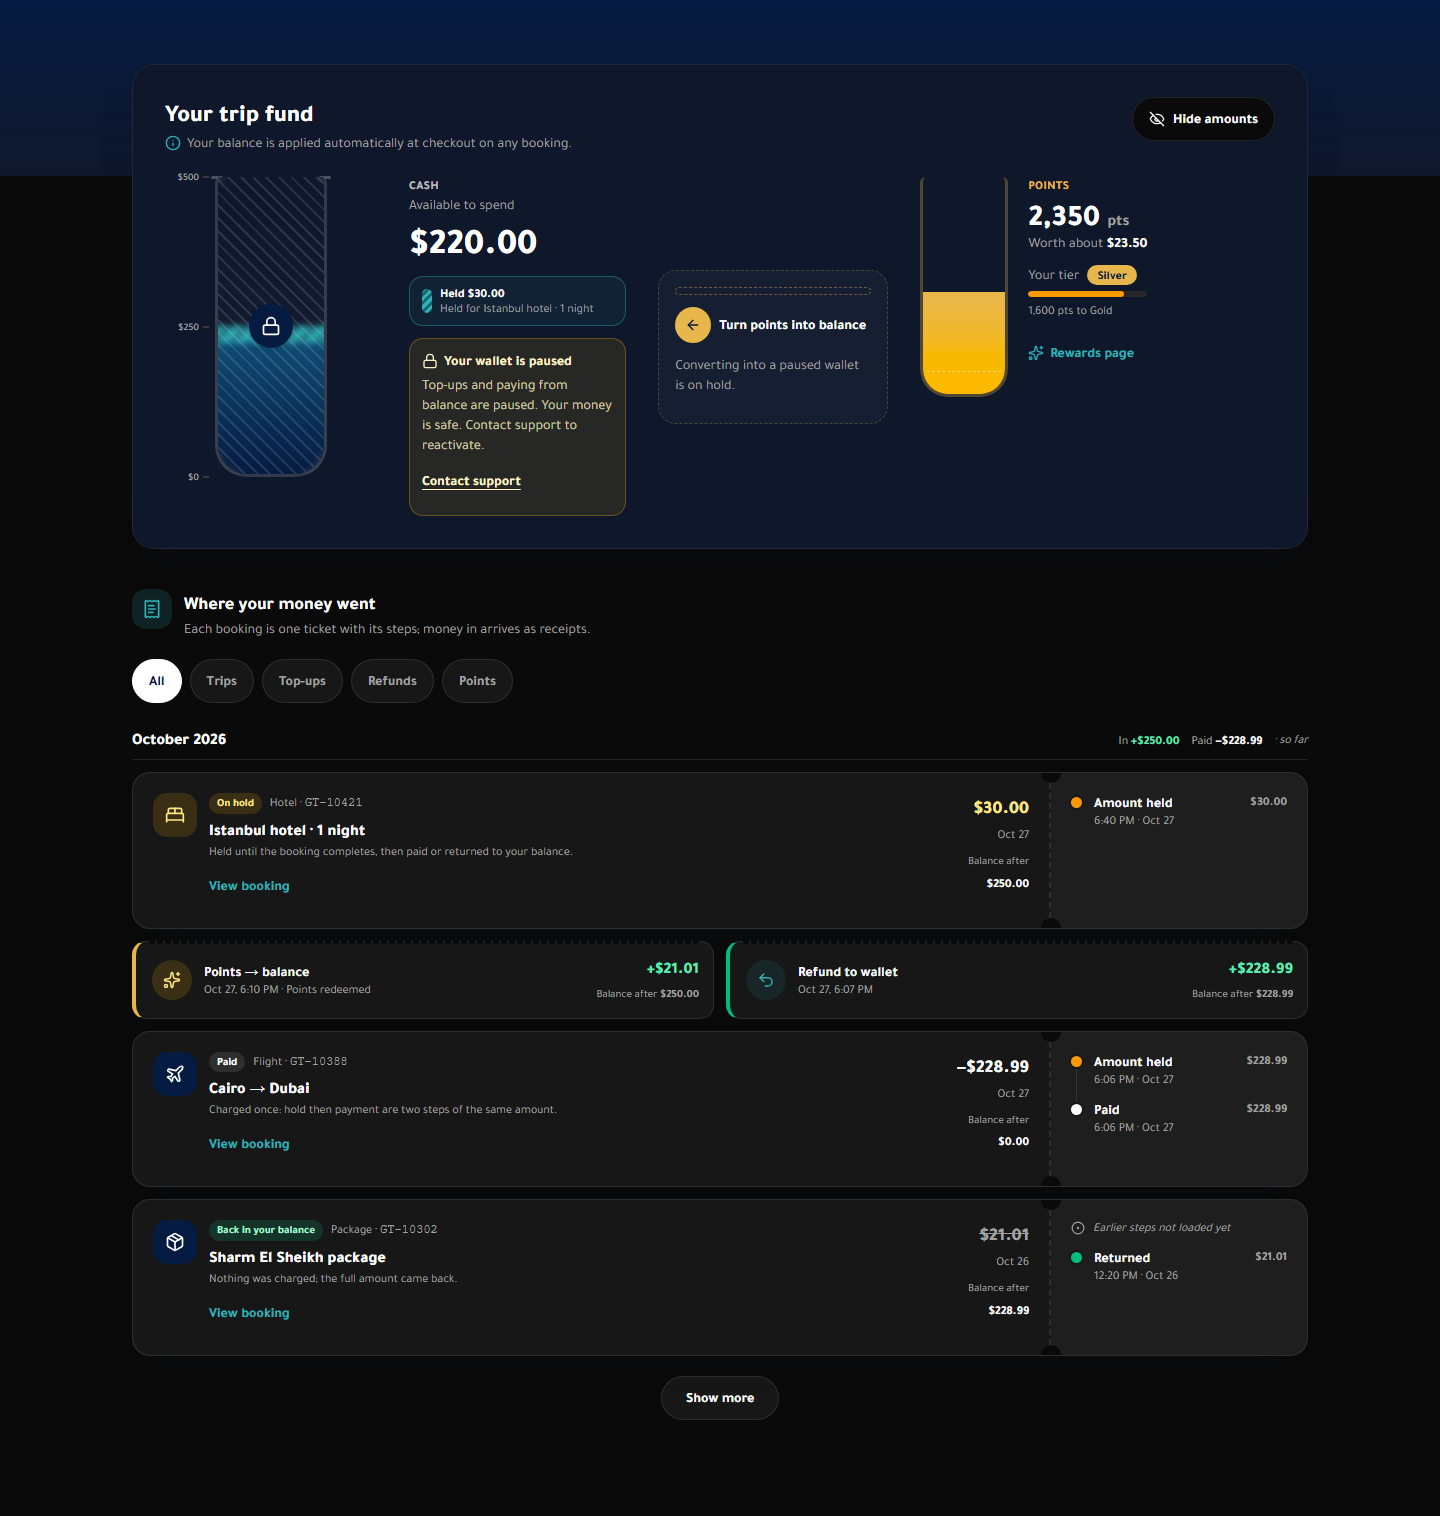 Your trip fund
Your balance is applied automatically at checkout on any booking.
Hide amounts
$500
$250
$0
CASH
Available to spend
$220.00
Held $30.00
Held for Istanbul hotel · 1 night
Your wallet is paused
Top-ups and paying from
balance are paused. Your money
is safe. Contact support to
reactivate.
Contact support
Turn points into balance
Converting into a paused wallet
is on hold.
POINTS
2,350 pts
Worth about $23.50
Your tier Silver
1,600 pts to Gold
Rewards page
Where your money went
Each booking is one ticket with its steps; money in arrives as receipts.
All
Trips
Top-ups
Refunds
Points
October 2026
In +$250.00 Paid −$228.99 · so far
On hold Hotel · GT-10421
Istanbul hotel · 1 night
Held until the booking completes, then paid or returned to your balance.
View booking
$30.00
Oct 27
Balance after
$250.00
Amount held $30.00
6:40 PM · Oct 27
Points → balance
Oct 27, 6:10 PM · Points redeemed
+$21.01
Balance after $250.00
Refund to wallet
Oct 27, 6:07 PM
+$228.99
Balance after $228.99
Paid Flight · GT-10388
Cairo → Dubai
Charged once: hold then payment are two steps of the same amount.
View booking
−$228.99
Oct 27
Balance after
$0.00
Amount held $228.99
6:06 PM · Oct 27
Paid $228.99
6:06 PM · Oct 27
Back in your balance Package · GT-10302
Sharm El Sheikh package
Nothing was charged; the full amount came back.
View booking
$21.01
Oct 26
Balance after
$228.99
Earlier steps not loaded yet
Returned $21.01
12:20 PM · Oct 26
Show more